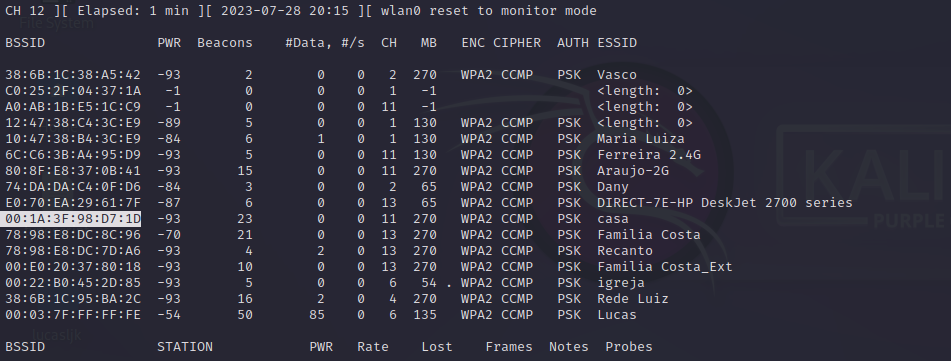 CH 12 ][ Elapsed: 1 min ][ 2023-07-28 20:15 ][ wlan0 reset to monitor mode
BSSID PWR Beacons #Data, #/s CH MB ENC CIPHER AUTH ESSID
38:6B:1C:38:A5:42 -93 2 0 0 2 270 WPA2 CCMP PSK Vasco
C0:25:2F:04:37:1A -1 0 0 0 1 -1 <length: 0>
A0:AB:1B:E5:1C:C9 -1 0 0 0 11 -1 <length: 0>
12:47:38:C4:3C:E9 -89 5 0 0 1 130 WPA2 CCMP PSK <length: 0>
10:47:38:B4:3C:E9 -84 6 1 0 1 130 WPA2 CCMP PSK Maria Luiza
6C:C6:3B:A4:95:D9 -93 5 0 0 11 130 WPA2 CCMP PSK Ferreira 2.4G
80:8F:E8:37:0B:41 -93 15 0 0 11 270 WPA2 CCMP PSK Araujo-2G
74:DA:DA:C4:0F:D6 -84 3 0 0 2 65 WPA2 CCMP PSK Dany
E0:70:EA:29:61:7F -87 6 0 0 13 65 WPA2 CCMP PSK DIRECT-7E-HP DeskJet 2700 series
00:1A:3F:98:D7:1D -93 23 0 0 11 270 WPA2 CCMP PSK casa
78:98:E8:DC:8C:96 -70 21 0 0 13 270 WPA2 CCMP PSK Familia Costa
78:98:E8:DC:7D:A6 -93 4 2 0 13 270 WPA2 CCMP PSK Recanto
00:E0:20:37:80:18 -93 10 0 0 13 270 WPA2 CCMP PSK Familia Costa_Ext
00:22:B0:45:2D:85 -93 5 0 0 6 54 . WPA2 CCMP PSK igreja
38:6B:1C:95:BA:2C -93 16 2 0 4 270 WPA2 CCMP PSK Rede Luiz
00:03:7F:FF:FF:FE -54 50 85 0 6 135 WPA2 CCMP PSK Lucas
BSSID STATION PWR Rate Lost Frames Notes Probes
File System
KALI
PURPLE